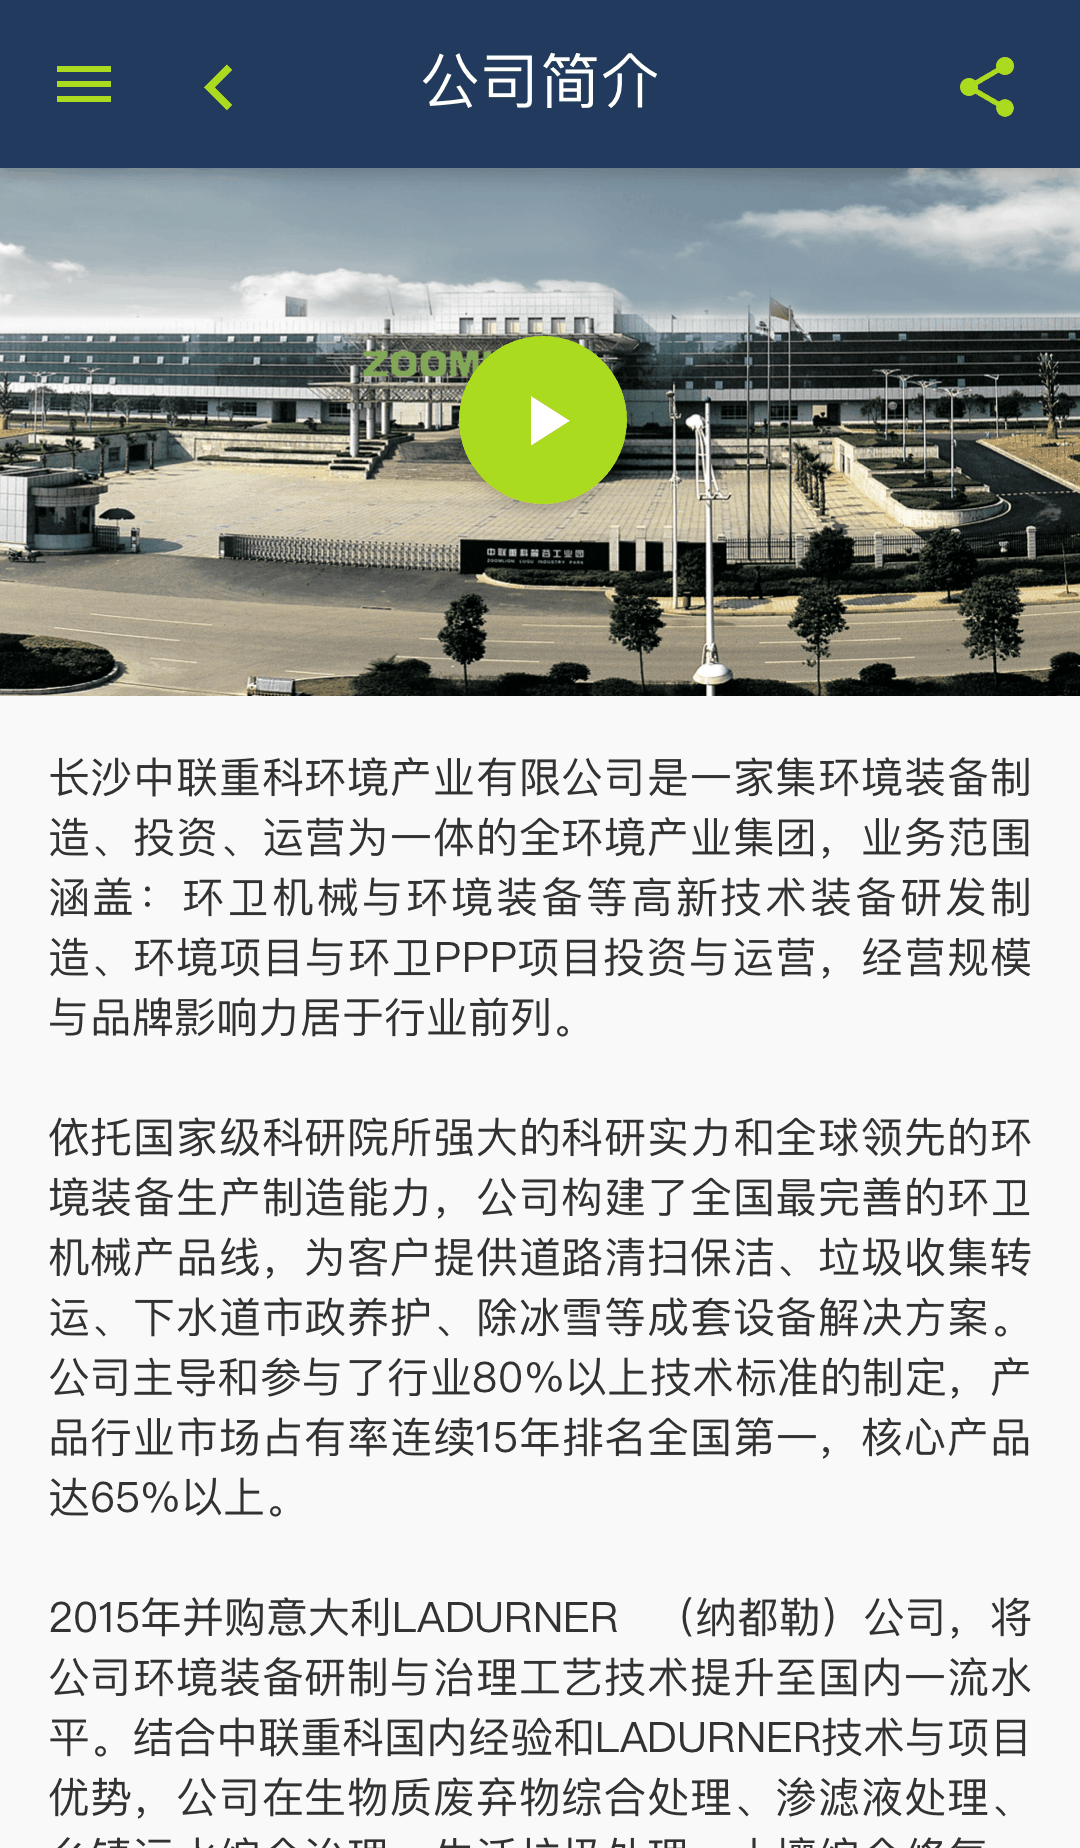 公司简介
ZOOML
中联重科麓谷工业园
ZOOMLION LUGU INDUSTRY PARK
长沙中联重科环境产业有限公司是一家集环境装备制
造、投资、运营为一体的全环境产业集团，业务范围
涵盖：环卫机械与环境装备等高新技术装备研发制
造、环境项目与环卫PPP项目投资与运营，经营规模
与品牌影响力居于行业前列。
依托国家级科研院所强大的科研实力和全球领先的环
境装备生产制造能力，公司构建了全国最完善的环卫
机械产品线，为客户提供道路清扫保洁、垃圾收集转
运、下水道市政养护、除冰雪等成套设备解决方案。
公司主导和参与了行业80%以上技术标准的制定，产
品行业市场占有率连续15年排名全国第一，核心产品
达65%以上。
2015年并购意大利LADURNER （纳都勒）公司，将
公司环境装备研制与治理工艺技术提升至国内一流水
平。结合中联重科国内经验和LADURNER技术与项目
优势，公司在生物质废弃物综合处理、渗滤液处理、